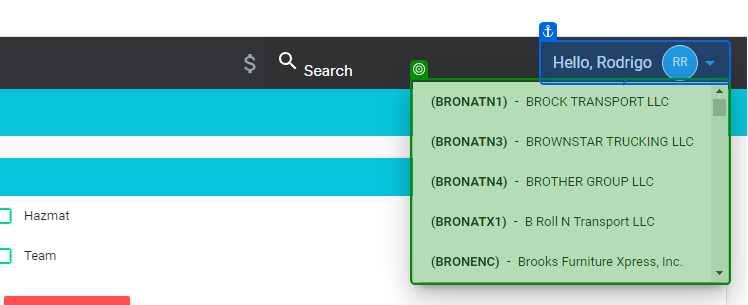 $ Search
Hello, Rodrigo RR
(BRONATN1) - BROCK TRANSPORT LLC
(BRONATN3) - BROWNSTAR TRUCKING LLC
(BRONATN4) - BROTHER GROUP LLC
(BRONATX1) - B Roll N Transport LLC
(BRONENC) - Brooks Furniture Xpress, Inc.
Hazmat
Team